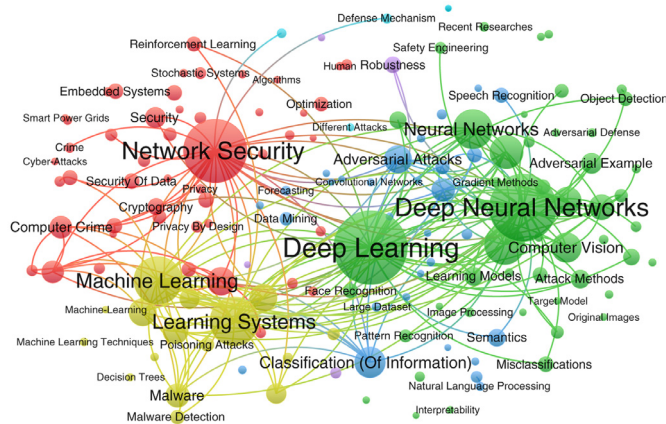 Defense Mechanism
Recent Researches
Reinforcement Learning
Safety Engineering
Stochastic Systems
Human
Robustness
Algorithms
Embedded Systems
Speech Recognition
Object Detection
Optimization
Smart Power Grids
Security
Different Attacks
Neural Networks
Adversarial Defense
Crime
Network Security
Cyber-Attacks
Adversarial Attacks
Adversarial Example
Security Of Data
Privacy
Forecasting
Convolutional Networks
Gradient Methods
Cryptography
Deep Neural Networks
Computer Crime
Privacy By Design
Data Mining
Deep Learning
Computer Vision
Machine Learning
Face Recognition
Learning Models
Attack Methods
Machine-Learning
Large Dataset
Image Processing
Target Model
Original Images
Learning Systems
Machine Learning Techniques
Poisoning Attacks
Pattern Recognition
Semantics
Classification (Of Information)
Misclassifications
Decision Trees
Natural Language Processing
Malware
Malware Detection
Interpretability